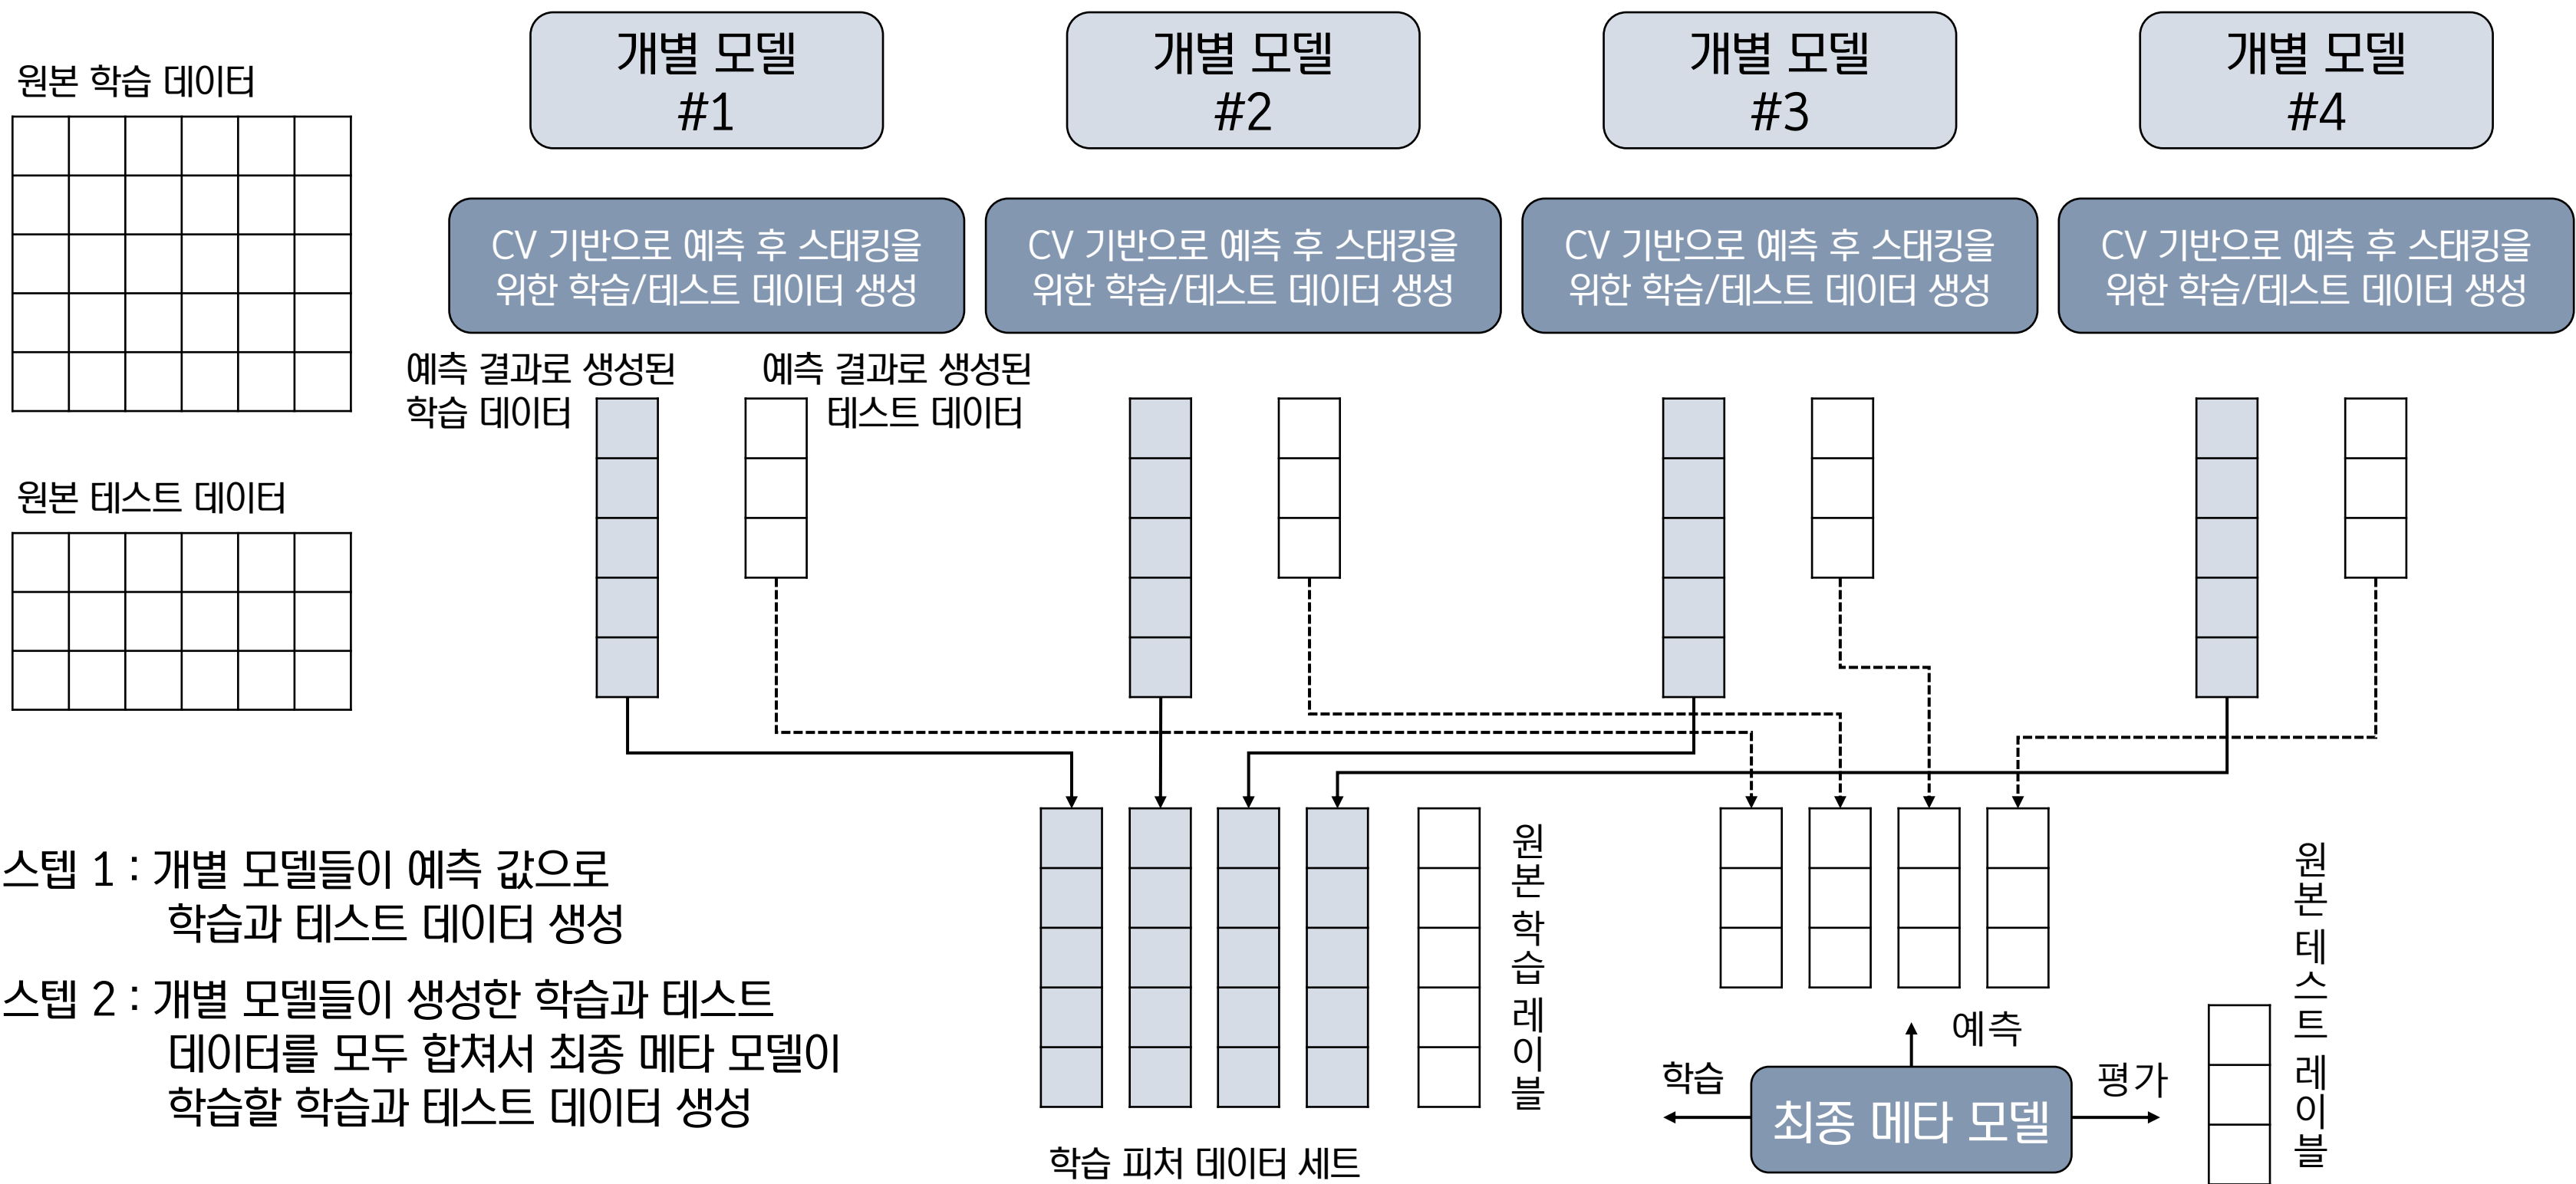 개별 모델
#1
개별 모델
#2
개별 모델
#3
개별 모델
#4
원본 학습 데이터
CV 기반으로 예측 후 스태킹을
위한 학습/테스트 데이터 생성
CV 기반으로 예측 후 스태킹을
위한 학습/테스트 데이터 생성
CV 기반으로 예측 후 스태킹을
위한 학습/테스트 데이터 생성
CV 기반으로 예측 후 스태킹을
위한 학습/테스트 데이터 생성
예측 결과로 생성된
학습 데이터
예측 결과로 생성된
테스트 데이터
원본 테스트 데이터
스텝 1 : 개별 모델들이 예측 값으로
학습과 테스트 데이터 생성
스텝 2 : 개별 모델들이 생성한 학습과 테스트
데이터를 모두 합쳐서 최종 메타 모델이
학습할 학습과 테스트 데이터 생성
원본 학습 레이블
학습 피처 데이터 세트
예측
학습
최종 메타 모델
평가
원본 테스트 레이블